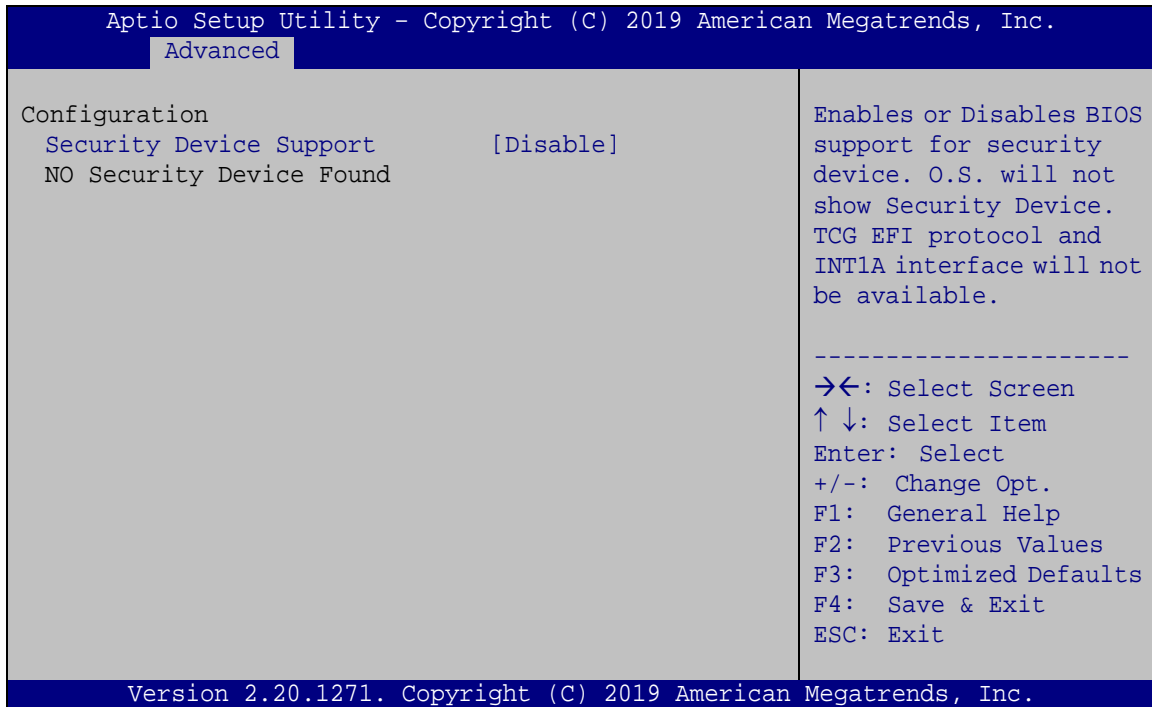 Aptio Setup Utility – Copyright (C) 2019 American Megatrends, Inc.
Advanced
Configuration
Security Device Support [Disable]
NO Security Device Found
Enables or Disables BIOS
support for security
device. O.S. will not
show Security Device.
TCG EFI protocol and
INT1A interface will not
be available.
----------------------
→←: Select Screen
↑ ↓: Select Item
Enter: Select
+/-: Change Opt.
F1: General Help
F2: Previous Values
F3: Optimized Defaults
F4: Save & Exit
ESC: Exit
Version 2.20.1271. Copyright (C) 2019 American Megatrends, Inc.